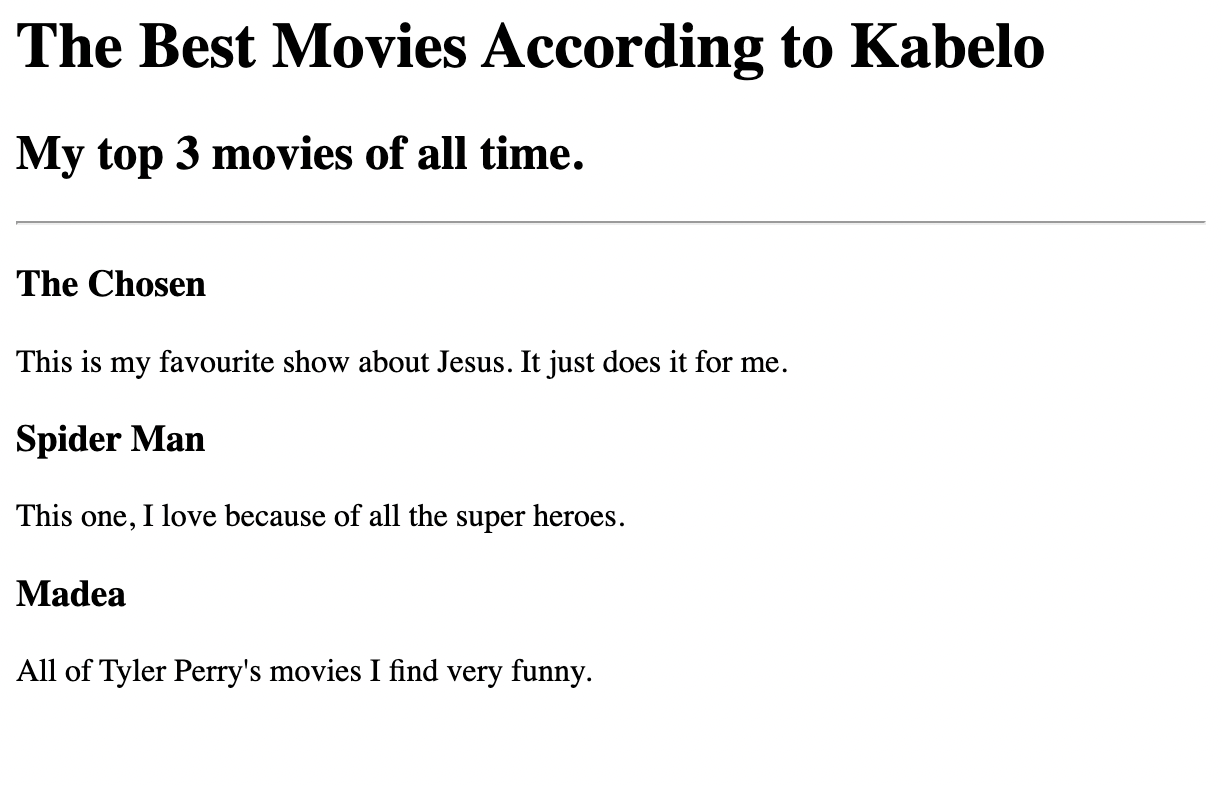 The Best Movies According to Kabelo
My top 3 movies of all time.
The Chosen
This is my favourite show about Jesus. It just does it for me.
Spider Man
This one, I love because of all the super heroes.
Madea
All of Tyler Perry's movies I find very funny.